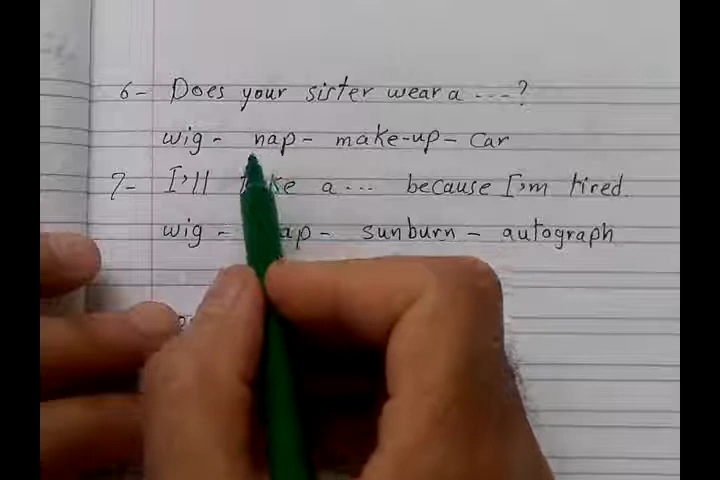 6- Does your sister wear a ....?
wig - nap - make-up - car
7- I'll a ... because I'm tired.
wig - - sunburn - autograph